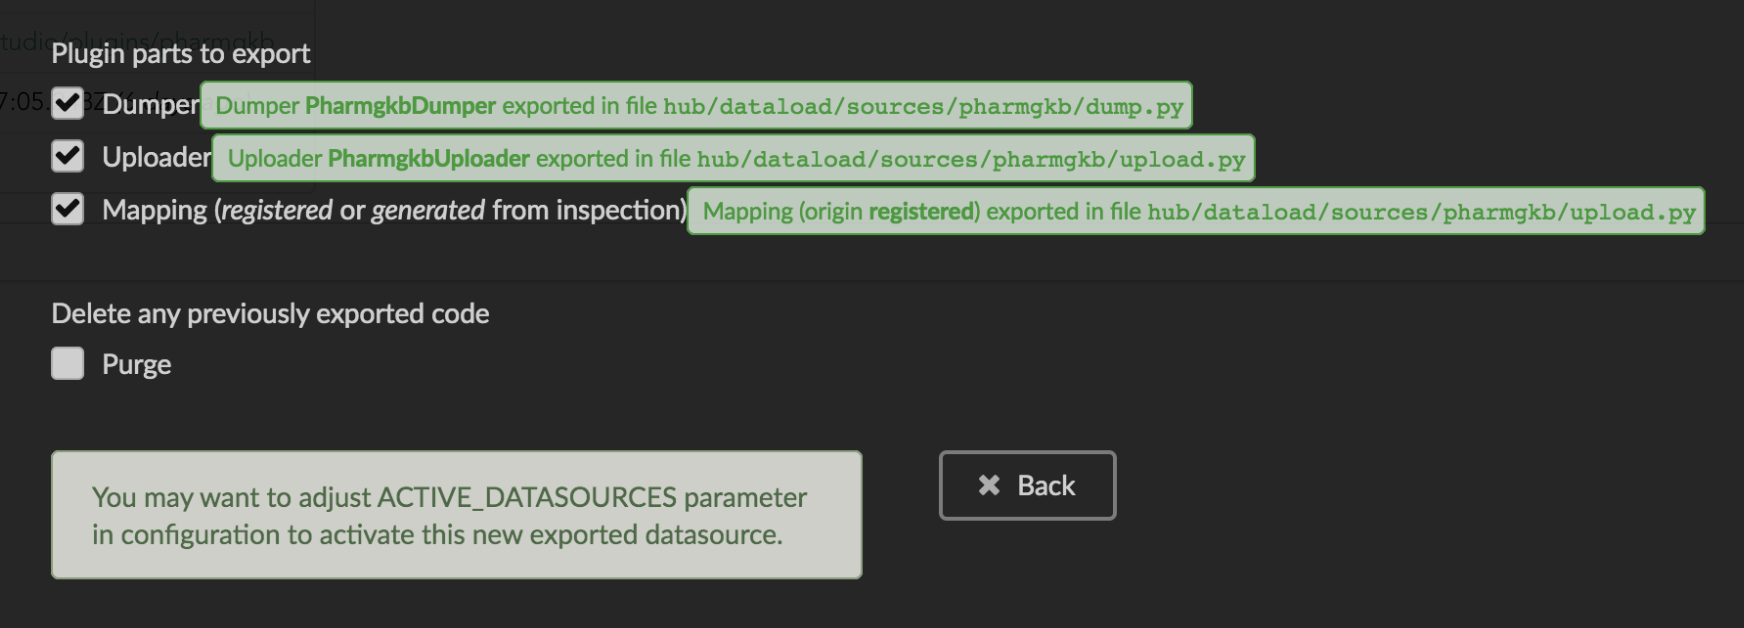 tudio/plugins/pharmgkb
Plugin parts to export
Dumper Dumper PharmgkbDumper exported in file hub/dataload/sources/pharmgkb/dump.py
Uploader Uploader PharmgkbUploader exported in file hub/dataload/sources/pharmgkb/upload.py
Mapping (registered or generated from inspection) Mapping (origin registered) exported in file hub/dataload/sources/pharmgkb/upload.py
Delete any previously exported code
Purge
You may want to adjust ACTIVE_DATASOURCES parameter
in configuration to activate this new exported datasource.
✖ Back